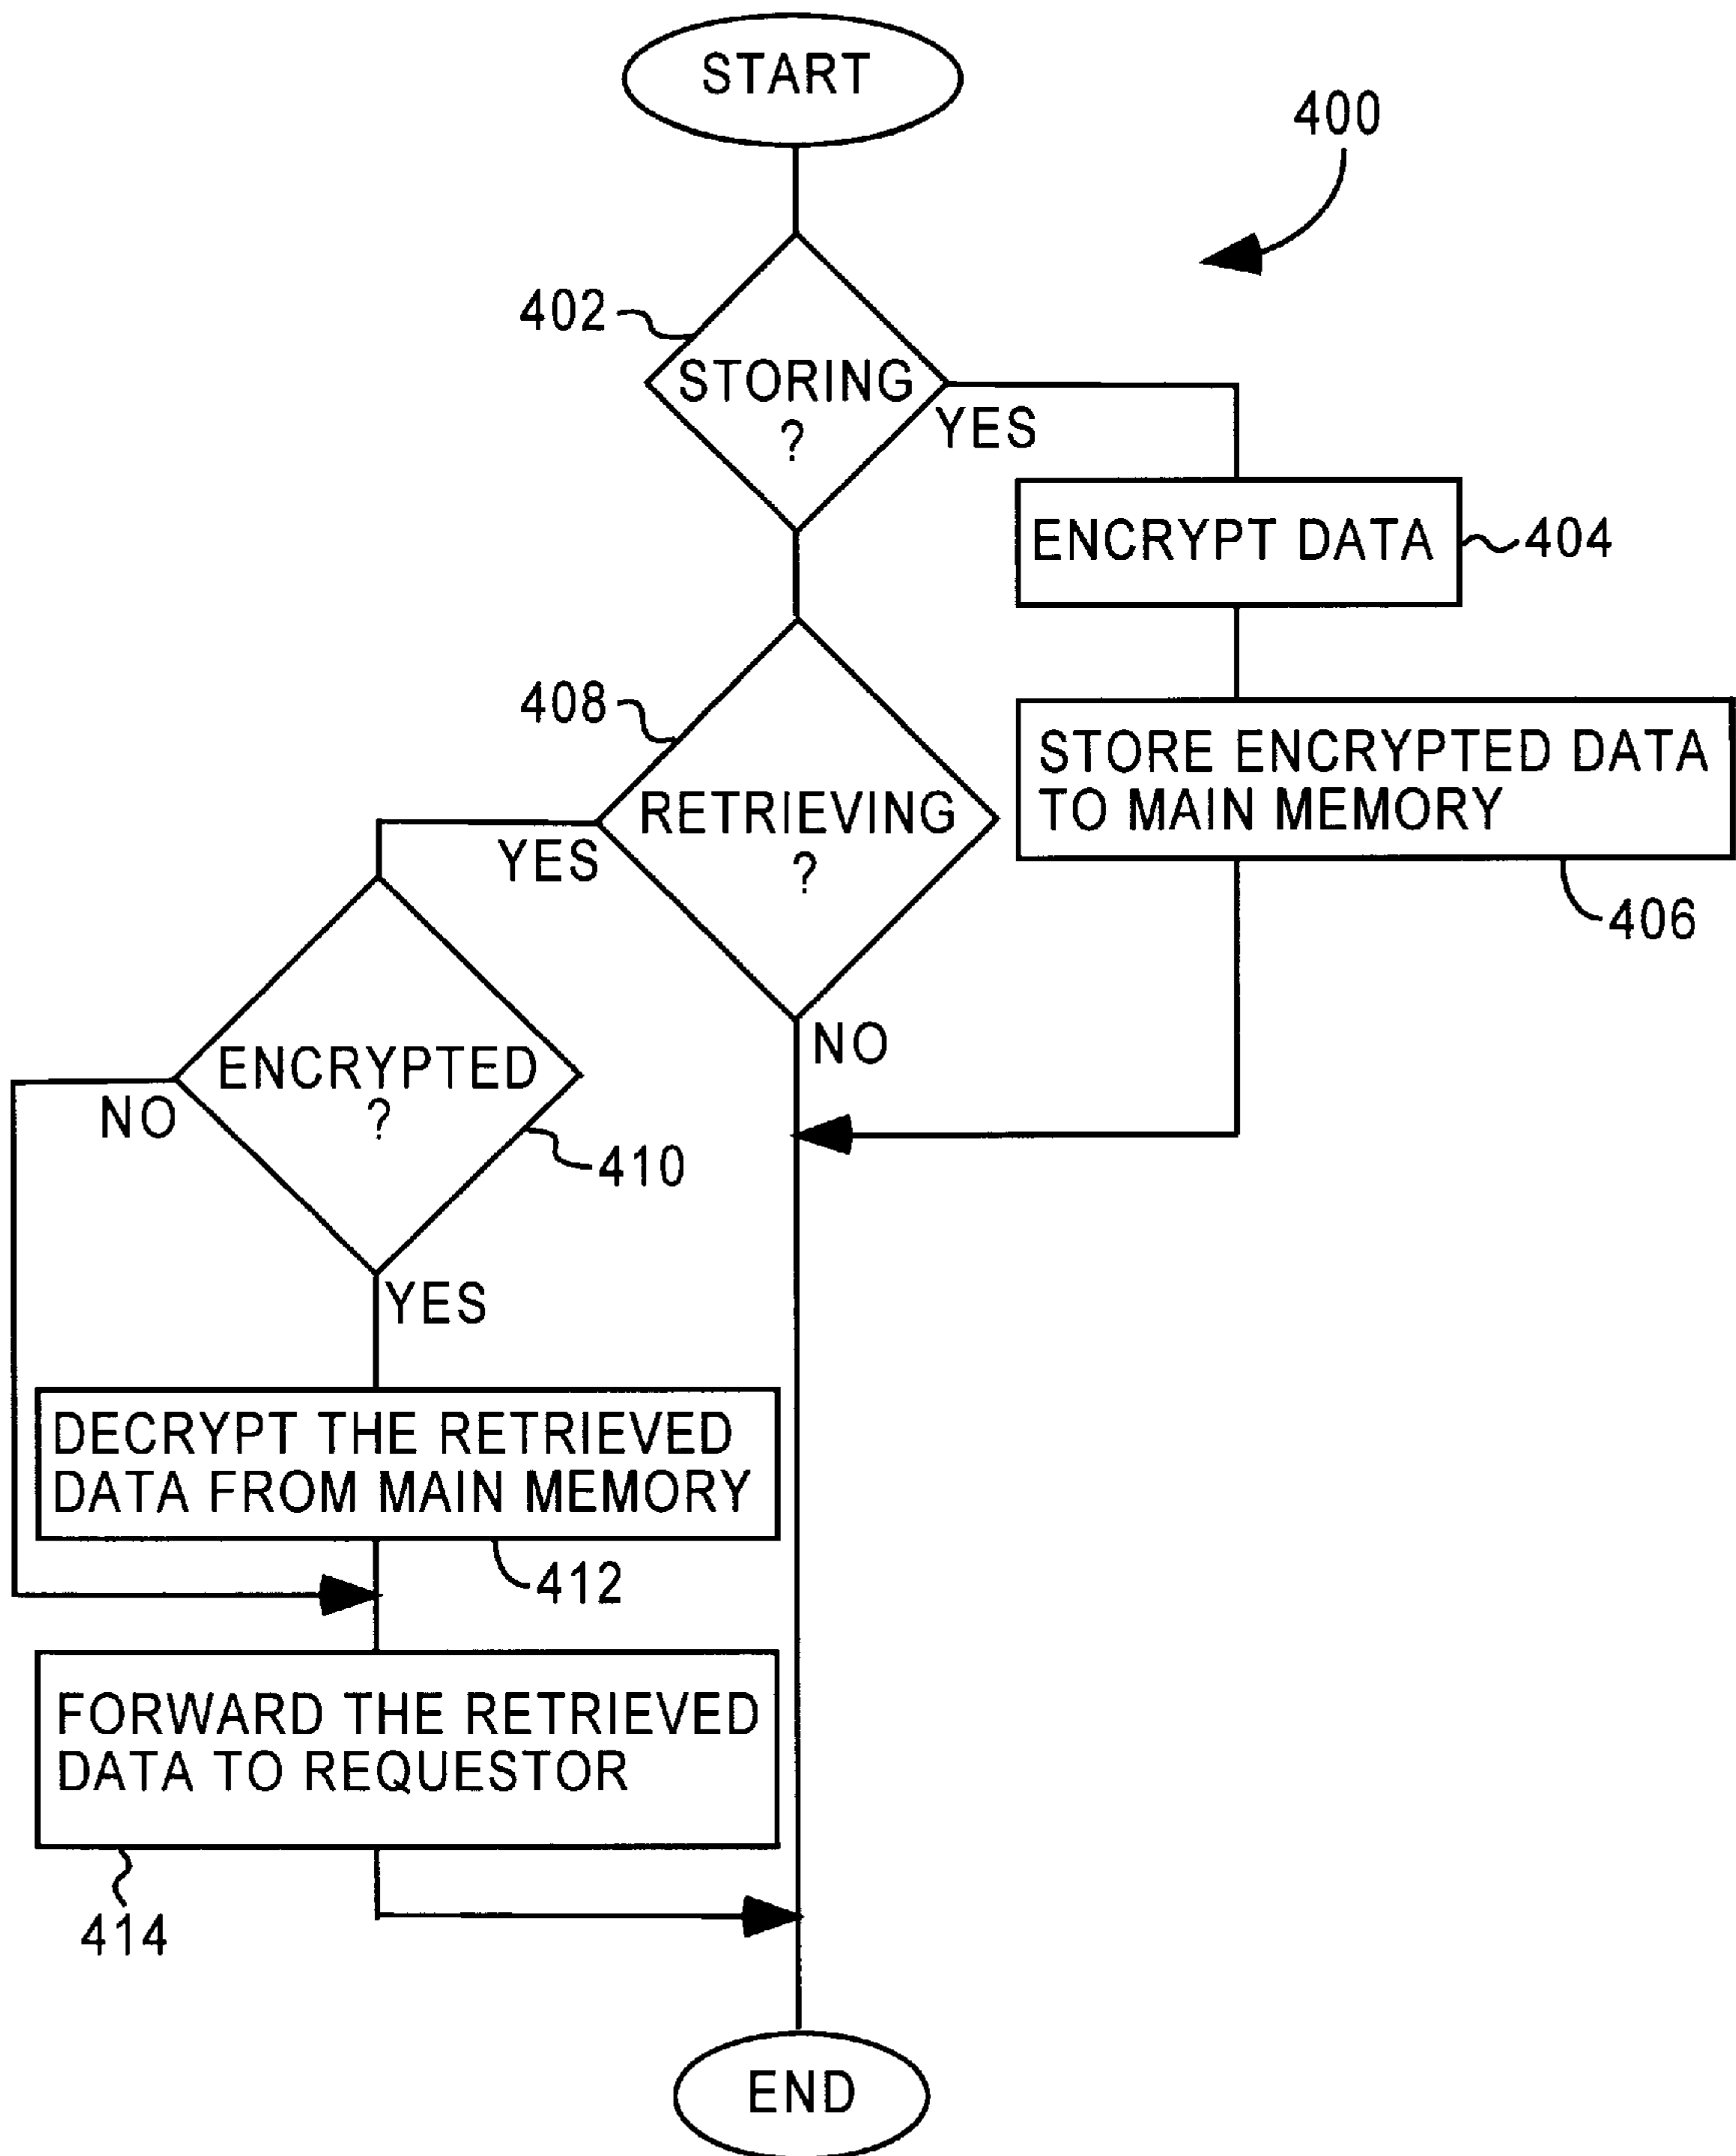 START
400
402
STORING
?
YES
ENCRYPT DATA
404
408
STORE ENCRYPTED DATA
TO MAIN MEMORY
406
RETRIEVING
?
YES
NO
ENCRYPTED
?
NO
410
YES
DECRYPT THE RETRIEVED
DATA FROM MAIN MEMORY
412
FORWARD THE RETRIEVED
DATA TO REQUESTOR
414
END